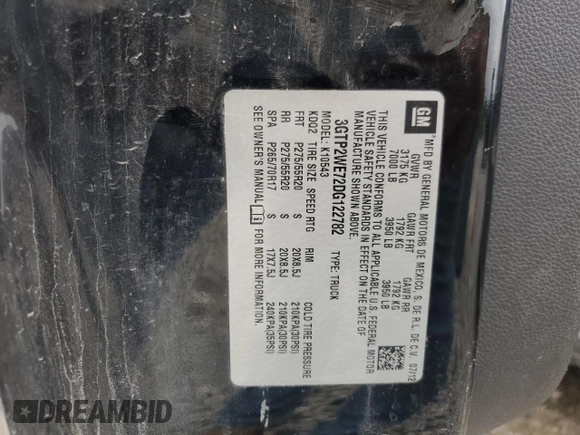 GM
MFD BY GENERAL MOTORS DE MEXICO S. DE R.L. DE C.V. 07/12
GVWR GAWR FRT GAWR RR
3175 KG 1792 KG 1792 KG
7000 LB 3950 LB 3950 LB
THIS VEHICLE CONFORMS TO ALL APPLICABLE U.S. FEDERAL MOTOR
VEHICLE SAFETY STANDARDS IN EFFECT ON THE DATE OF
MANUFACTURE SHOWN ABOVE.
3GTP2WE72DG122782 TYPE: TRUCK
MODEL: K10543
KDQ2 TIRE SIZE SPEED RTG RIM COLD TIRE PRESSURE
FRT P275/55R20 S 20X8.5J 210KPA(30PSI)
RR P275/55R20 S 20X8.5J 210KPA(30PSI)
SPA P265/70R17 S 17X7.5J 240KPA(35PSI)
SEE OWNER'S MANUAL i FOR MORE INFORMATION.
DREAMBID